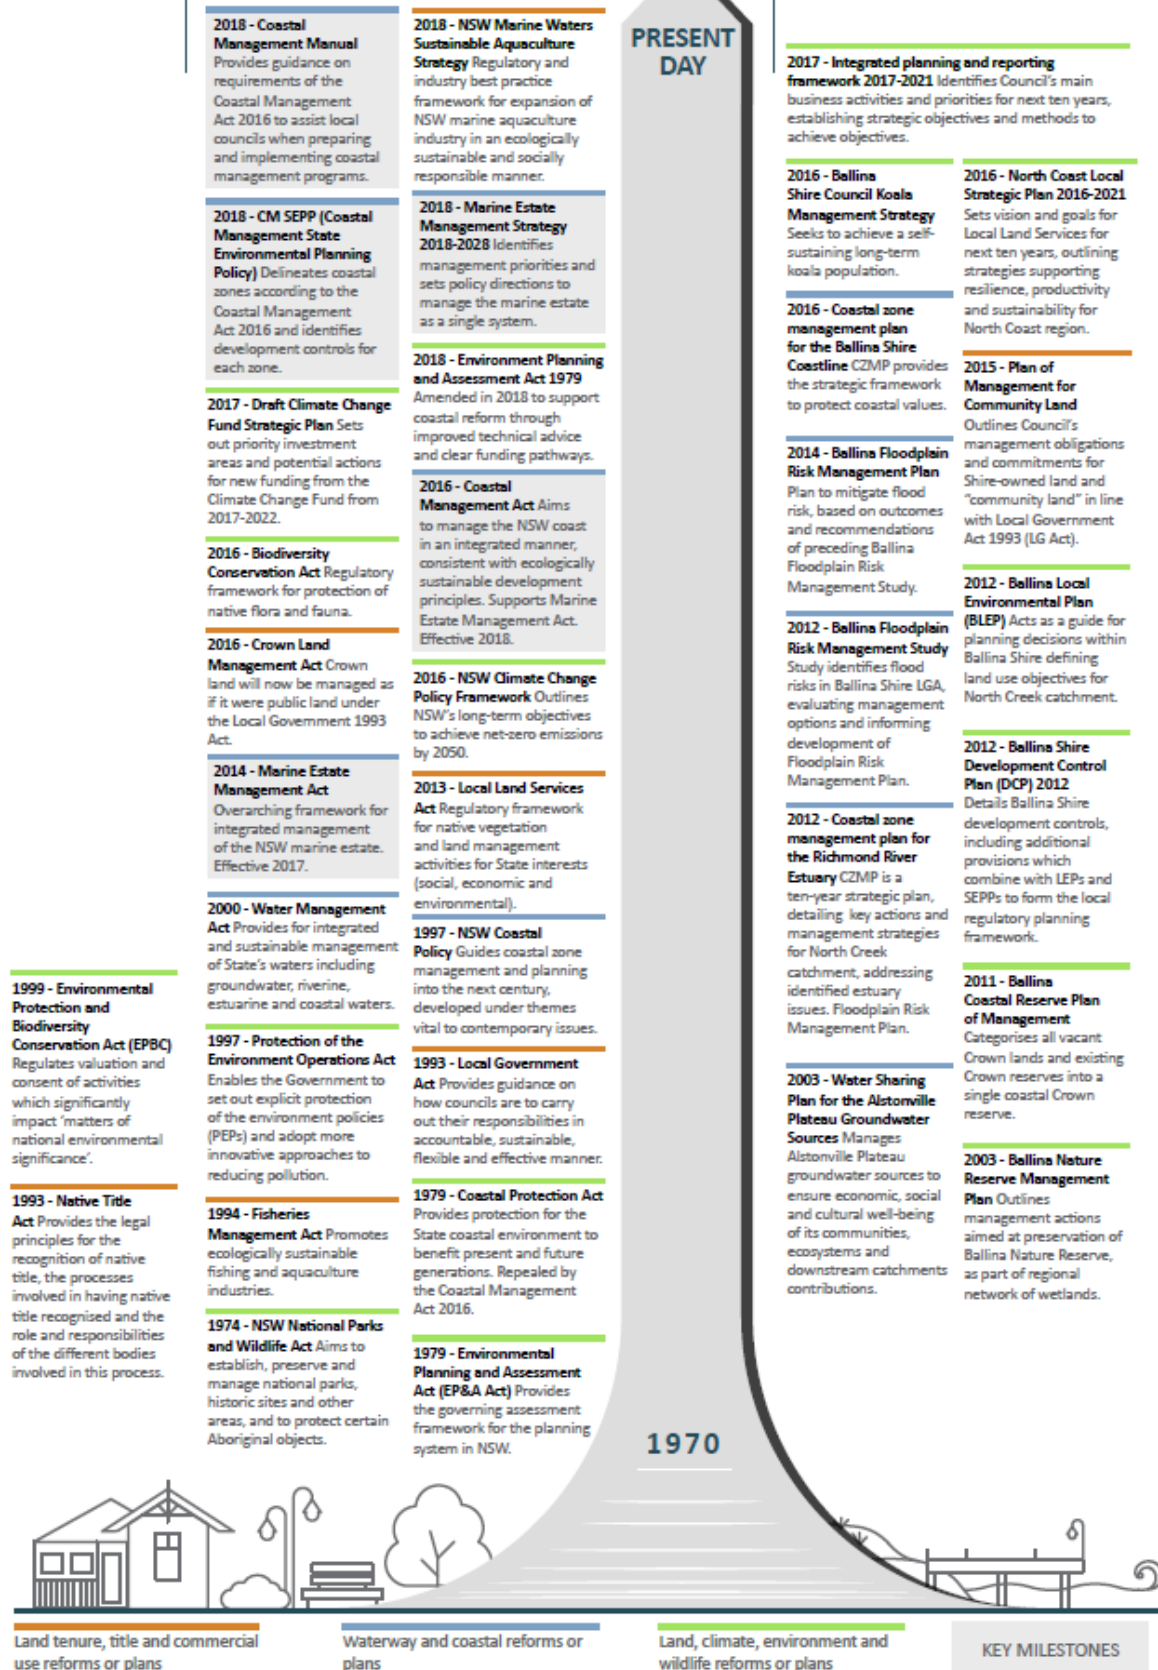 2018 - Coastal
Management Manual
Provides guidance on
requirements of the
Coastal Management
Act 2016 to assist local
councils when preparing
and implementing coastal
management programs.
2018 - CM SEPP (Coastal
Management State
Environmental Planning
Policy) Delineates coastal
zones according to the
Coastal Management
Act 2016 and identifies
development controls for
each zone.
2017 - Draft Climate Change
Fund Strategic Plan Sets
out priority investment
areas and potential actions
for new funding from the
Climate Change Fund from
2017-2022.
2016 - Biodiversity
Conservation Act Regulatory
framework for protection of
native flora and fauna.
2016 - Crown Land
Management Act Crown
land will now be managed as
if it were public land under
the Local Government 1993
Act.
2014 - Marine Estate
Management Act
Overarching framework for
integrated management
of the NSW marine estate.
Effective 2017.
2000 - Water Management
Act Provides for integrated
and sustainable management
of State's waters including
groundwater, riverine,
estuarine and coastal waters.
1997 - Protection of the
Environment Operations Act
Enables the Government to
set out explicit protection
of the environment policies
(PEPs) and adopt more
innovative approaches to
reducing pollution.
1994 - Fisheries
Management Act Promotes
ecologically sustainable
fishing and aquaculture
industries.
1974 - NSW National Parks
and Wildlife Act Aims to
establish, preserve and
manage national parks,
historic sites and other
areas, and to protect certain
Aboriginal objects.
1999 - Environmental
Protection and
Biodiversity
Conservation Act (EPBC)
Regulates valuation and
consent of activities
which significantly
impact 'matters of
national environmental
significance'.
1993 - Native Title
Act Provides the legal
principles for the
recognition of native
title, the processes
involved in having native
title recognised and the
role and responsibilities
of the different bodies
involved in this process.
2018 - NSW Marine Waters
Sustainable Aquaculture
Strategy Regulatory and
industry best practice
framework for expansion of
NSW marine aquaculture
industry in an ecologically
sustainable and socially
responsible manner.
2018 - Marine Estate
Management Strategy
2018-2028 Identifies
management priorities and
sets policy directions to
manage the marine estate
as a single system.
2018 - Environment Planning
and Assessment Act 1979
Amended in 2018 to support
coastal reform through
improved technical advice
and clear funding pathways.
2016 - Coastal
Management Act Aims
to manage the NSW coast
in an integrated manner,
consistent with ecologically
sustainable development
principles. Supports Marine
Estate Management Act.
Effective 2018.
2016 - NSW Climate Change
Policy Framework Outlines
NSW's long-term objectives
to achieve net-zero emissions
by 2050.
2013 - Local Land Services
Act Regulatory framework
for native vegetation
and land management
activities for State interests
(social, economic and
environmental).
1997 - NSW Coastal
Policy Guides coastal zone
management and planning
into the next century,
developed under themes
vital to contemporary issues.
1993 - Local Government
Act Provides guidance on
how councils are to carry
out their responsibilities in
accountable, sustainable,
flexible and effective manner.
1979 - Coastal Protection Act
Provides protection for the
State coastal environment to
benefit present and future
generations. Repealed by
the Coastal Management
Act 2016.
1979 - Environmental
Planning and Assessment
Act (EP&A Act) Provides
the governing assessment
framework for the planning
system in NSW.
PRESENT
DAY
1970
2017 - Integrated planning and reporting
framework 2017-2021 Identifies Council's main
business activities and priorities for next ten years,
establishing strategic objectives and methods to
achieve objectives.
2016 - Ballina
Shire Council Koala
Management Strategy
Seeks to achieve a self-
sustaining long-term
koala population.
2016 - Coastal zone
management plan
for the Ballina Shire
Coastline CZMP provides
the strategic framework
to protect coastal values.
2014 - Ballina Floodplain
Risk Management Plan
Plan to mitigate flood
risk, based on outcomes
and recommendations
of preceding Ballina
Floodplain Risk
Management Study.
2012 - Ballina Floodplain
Risk Management Study
Study identifies flood
risks in Ballina Shire LGA,
evaluating management
options and informing
development of
Floodplain Risk
Management Plan.
2012 - Coastal zone
management plan for
the Richmond River
Estuary CZMP is a
ten-year strategic plan,
detailing key actions and
management strategies
for North Creek
catchment, addressing
identified estuary
issues. Floodplain Risk
Management Plan.
2003 - Water Sharing
Plan for the Alstonville
Plateau Groundwater
Sources Manages
Alstonville Plateau
groundwater sources to
ensure economic, social
and cultural well-being
of its communities,
ecosystems and
downstream catchments
contributions.
2016 - North Coast Local
Strategic Plan 2016-2021
Sets vision and goals for
Local Land Services for
next ten years, outlining
strategies supporting
resilience, productivity
and sustainability for
North Coast region.
2015 - Plan of
Management for
Community Land
Outlines Council's
management obligations
and commitments for
Shire-owned land and
"community land" in line
with Local Government
Act 1993 (LG Act).
2012 - Ballina Local
Environmental Plan
(BLEP) Acts as a guide for
planning decisions within
Ballina Shire defining
land use objectives for
North Creek catchment.
2012 - Ballina Shire
Development Control
Plan (DCP) 2012
Details Ballina Shire
development controls,
including additional
provisions which
combine with LEPs and
SEPPs to form the local
regulatory planning
framework.
2011 - Ballina
Coastal Reserve Plan
of Management
Categorises all vacant
Crown lands and existing
Crown reserves into a
single coastal Crown
reserve.
2003 - Ballina Nature
Reserve Management
Plan Outlines
management actions
aimed at preservation of
Ballina Nature Reserve,
as part of regional
network of wetlands.
Land tenure, title and commercial
use reforms or plans
Waterway and coastal reforms or
plans
Land, climate, environment and
wildlife reforms or plans
KEY MILESTONES